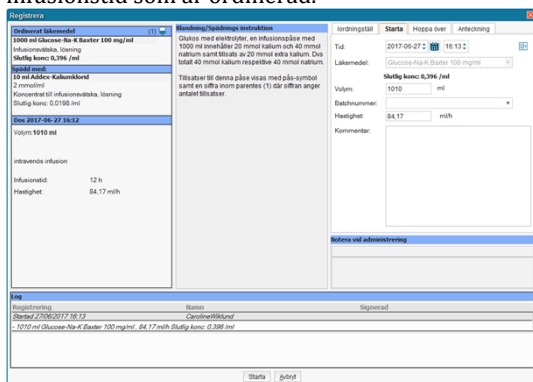 infusionstid som är ordinerad.
Registrera
Ordinerat läkemedel (1)
1000 ml Glucose-Na-K Baxter 100 mg/ml
Infusionsvätska, lösning
Slutlig konc: 0,396 /ml
Spädd med:
10 ml Addex-Kaliumklorid
2 mmol/ml
Koncentrat till infusionsvätska, lösning
Slutlig konc: 0,0198 /ml
Dos 2017-06-27 16:12
Volym:1010 ml
intravenös infusion
Infusionstid: 12 h
Hastighet: 84,17 ml/h
Blandning/Spädnings instruktion
Glukos med elektrolyter, en infusionspåse med
1000 ml innehåller 20 mmol kalium och 40 mmol
natrium samt tillsats av 20 mmol extra kalium. Dvs
totalt 40 mmol kalium respektive 40 mmol natrium.
Tillsatser till denna påse visas med pås-symbol
samt en siffra inom parentes (1) där siffran anger
antalet tillsatser.
Iordningställ Starta Hoppa över Anteckning
Tid: 2017-06-27 16:13
Läkemedel: Glucose-Na-K Baxter 100 mg/ml
Slutlig konc: 0,396 /ml
Volym: 1010 ml
Batchnummer:
Hastighet: 84,17 ml/h
Kommentar:
Notera vid administrering
Log
Registrering Namn Signerad
Startad 27/06/2017 16:13 CarolineWiklund
- 1010 ml Glucose-Na-K Baxter 100 mg/ml , 84,17 ml/h Slutlig konc: 0,396 /ml
Starta Avbryt